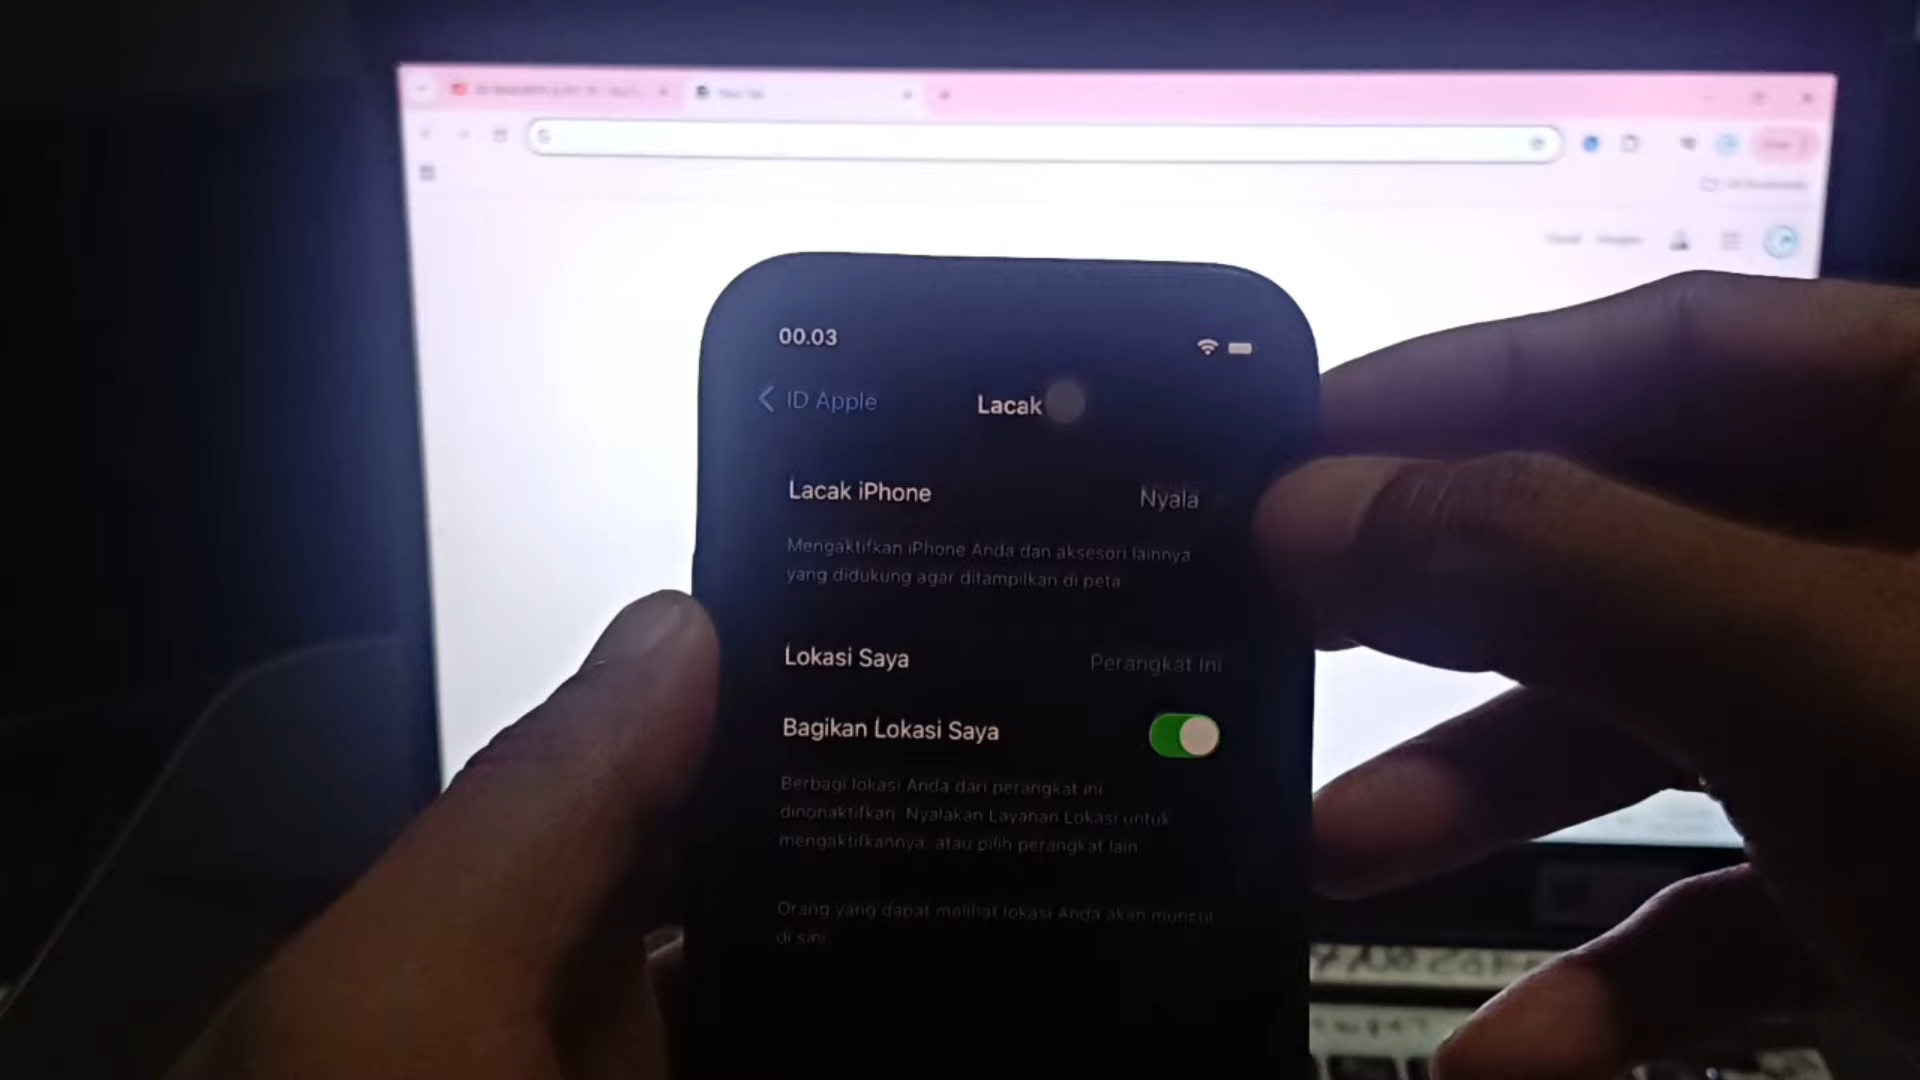 New Tab
00.03
ID Apple
Lacak
Lacak iPhone
Nyala
Mengaktifkan iPhone Anda dan aksesori lainnya
yang didukung agar ditampilkan di peta
Lokasi Saya
Perangkat Ini
Bagikan Lokasi Saya
Berbagi lokasi Anda dari perangkat ini
dinonaktifkan. Nyalakan Layanan Lokasi untuk
mengaktifkannya, atau pilih perangkat lain.
Orang yang dapat melihat lokasi Anda akan muncul
di sini.